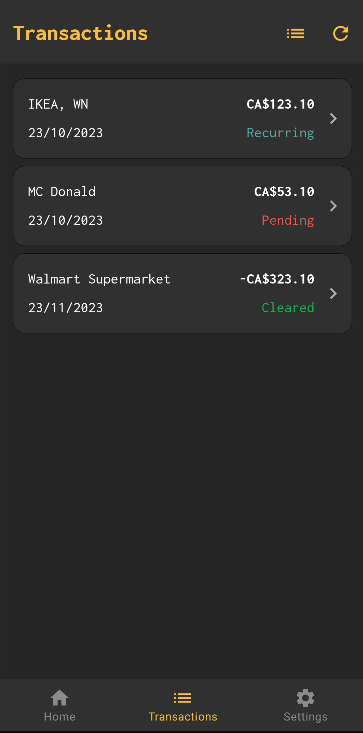 Transactions
IKEA, WN CA$123.10
23/10/2023 Recurring
MC Donald CA$53.10
23/10/2023 Pending
Walmart Supermarket -CA$323.10
23/11/2023 Cleared
Home Transactions Settings